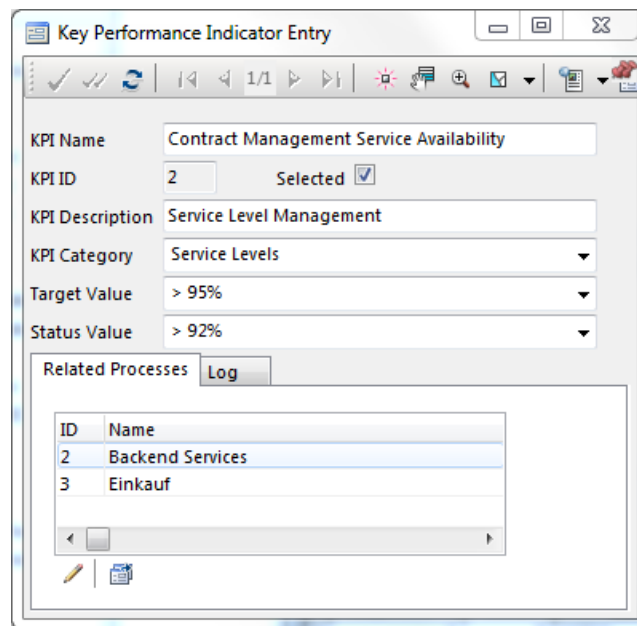 Key Performance Indicator Entry
1/1
KPI Name Contract Management Service Availability
KPI ID 2 Selected
KPI Description Service Level Management
KPI Category Service Levels
Target Value > 95%
Status Value > 92%
Related Processes Log
ID Name
2 Backend Services
3 Einkauf